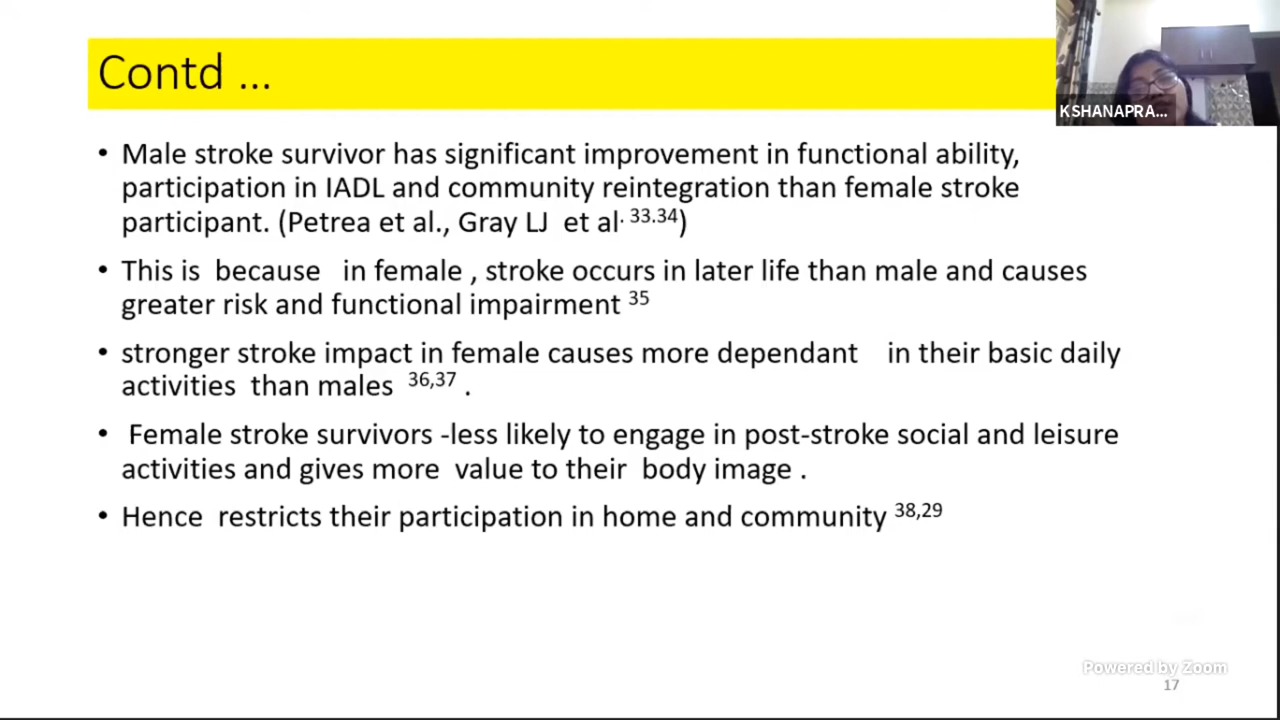 Contd ...
KSHANAPRA...
• Male stroke survivor has significant improvement in functional ability,
participation in IADL and community reintegration than female stroke
participant. (Petrea et al., Gray LJ  et al. 33.34)
• This is  because   in female , stroke occurs in later life than male and causes
greater risk and functional impairment 35
• stronger stroke impact in female causes more dependant    in their basic daily
activities  than males  36,37 .
•  Female stroke survivors -less likely to engage in post-stroke social and leisure
activities and gives more  value to their  body image .
• Hence  restricts their participation in home and community 38,29
Powered by Zoom
17